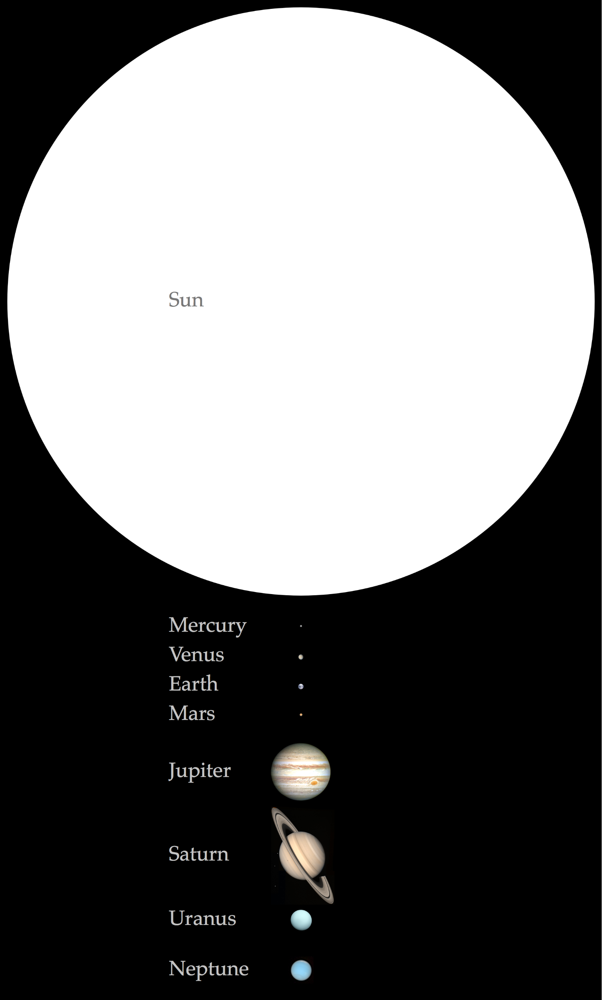 Sun
Mercury
Venus
Earth
Mars
Jupiter
Saturn
Uranus
Neptune